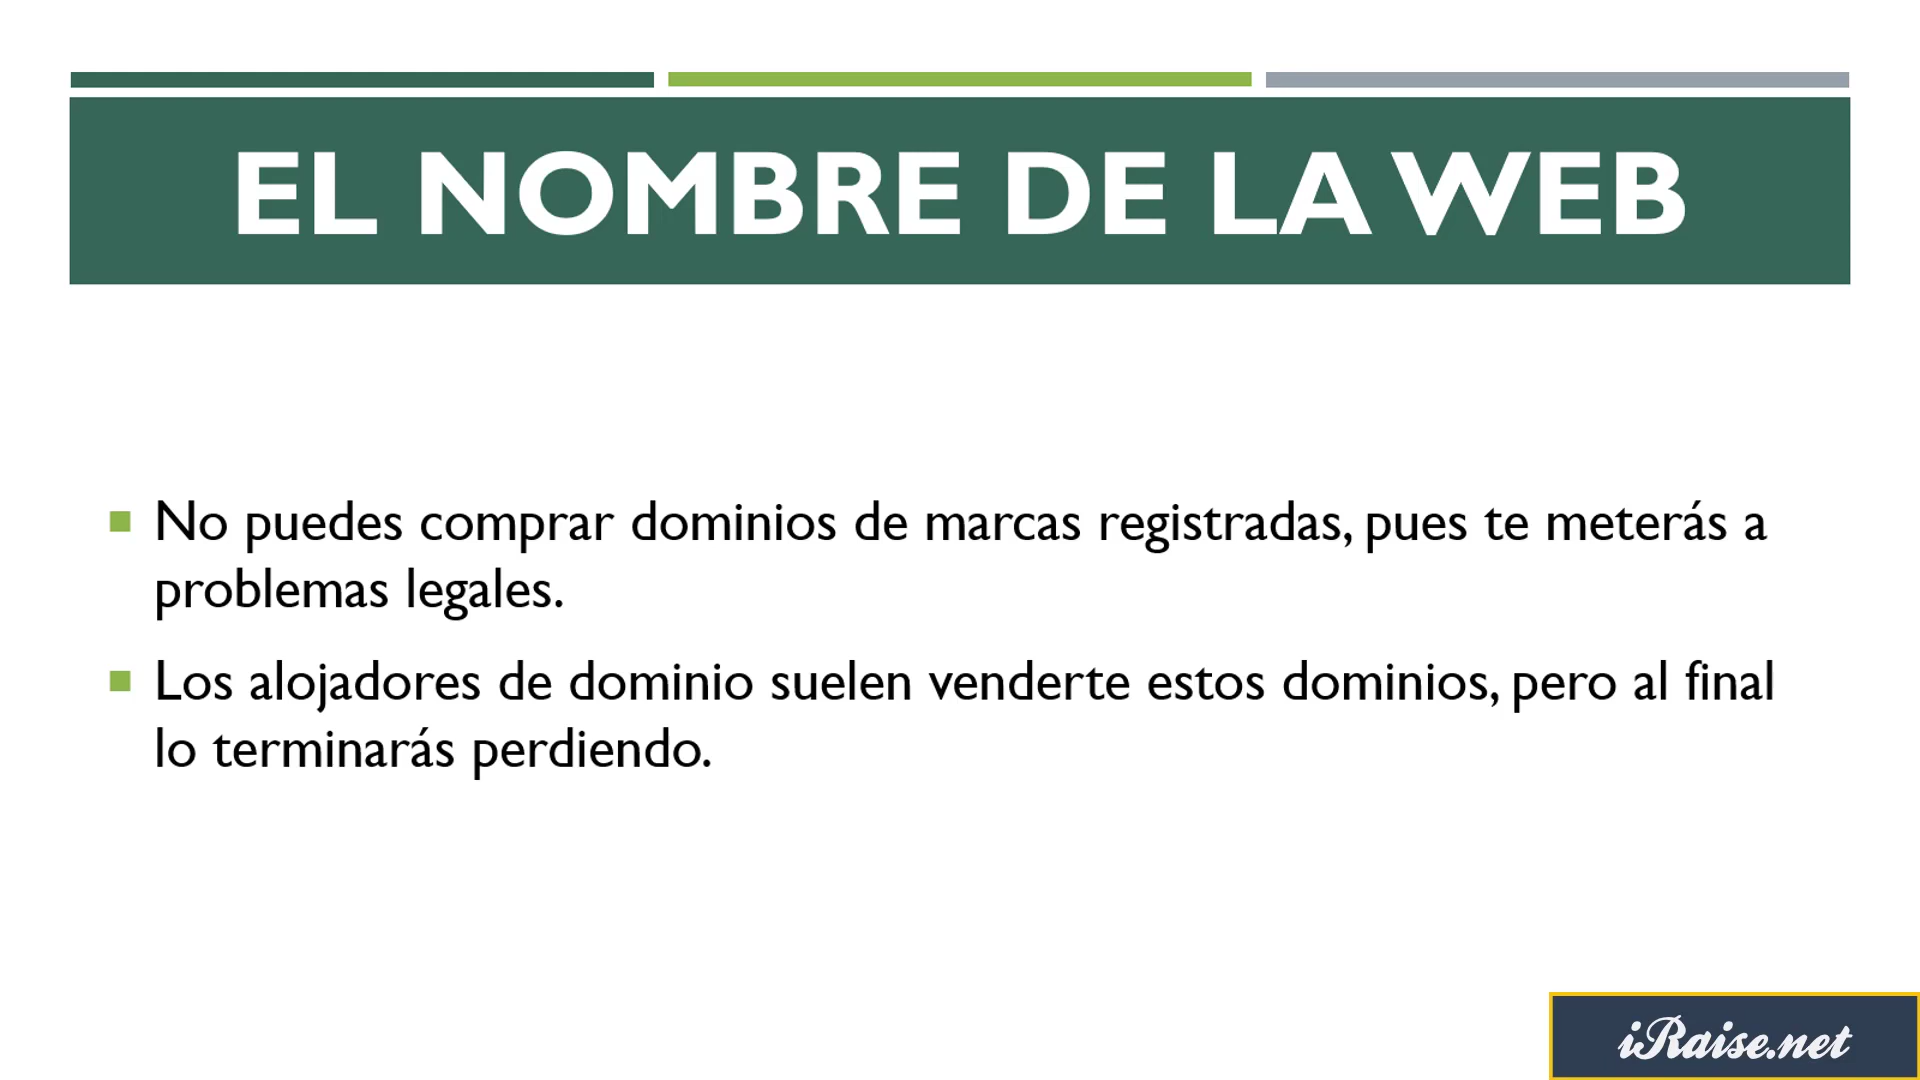 EL NOMBRE DE LA WEB
No puedes comprar dominios de marcas registradas, pues te meterás a
problemas legales.
Los alojadores de dominio suelen venderte estos dominios, pero al final
lo terminarás perdiendo.
iRaise.net